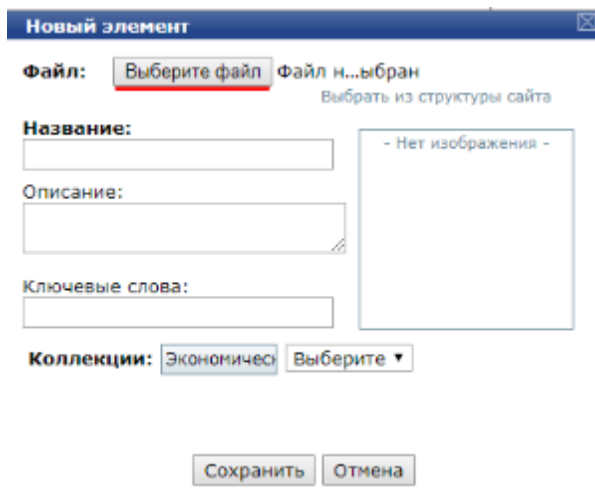 Новый элемент
Файл: Выберите файл Файл н...ыбран
Выбрать из структуры сайта
Название:
- Нет изображения -
Описание:
Ключевые слова:
Коллекции: Экономичес Выберите
Сохранить Отмена